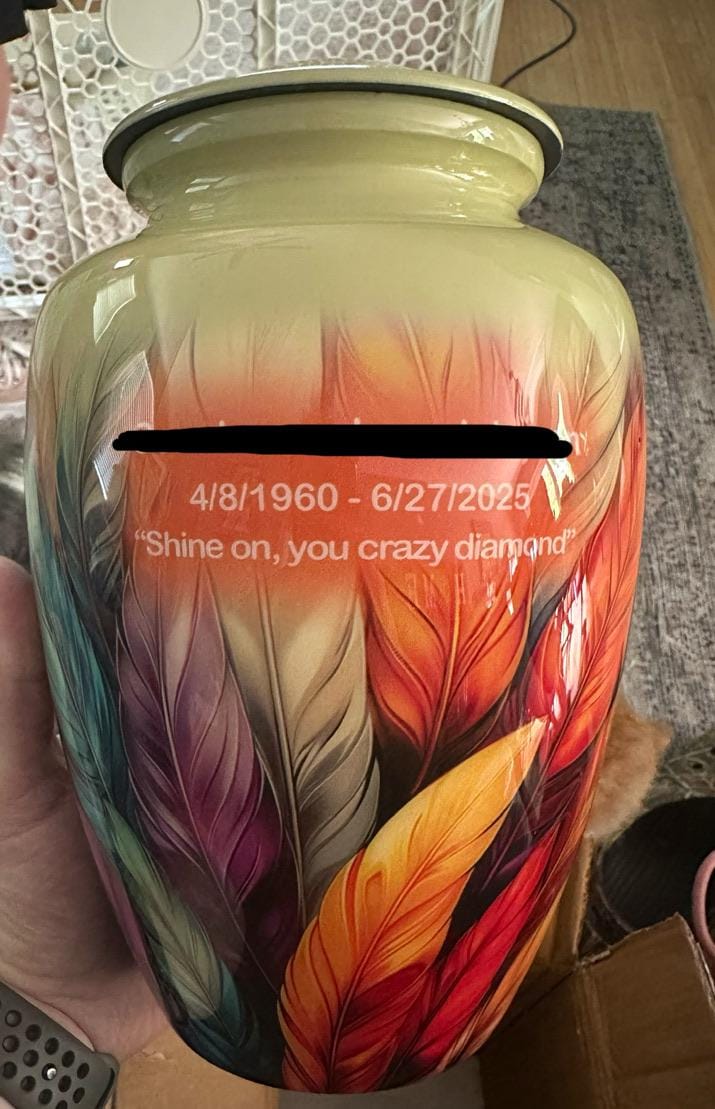 4/8/1960 - 6/27/2025
“Shine on, you crazy diamond”